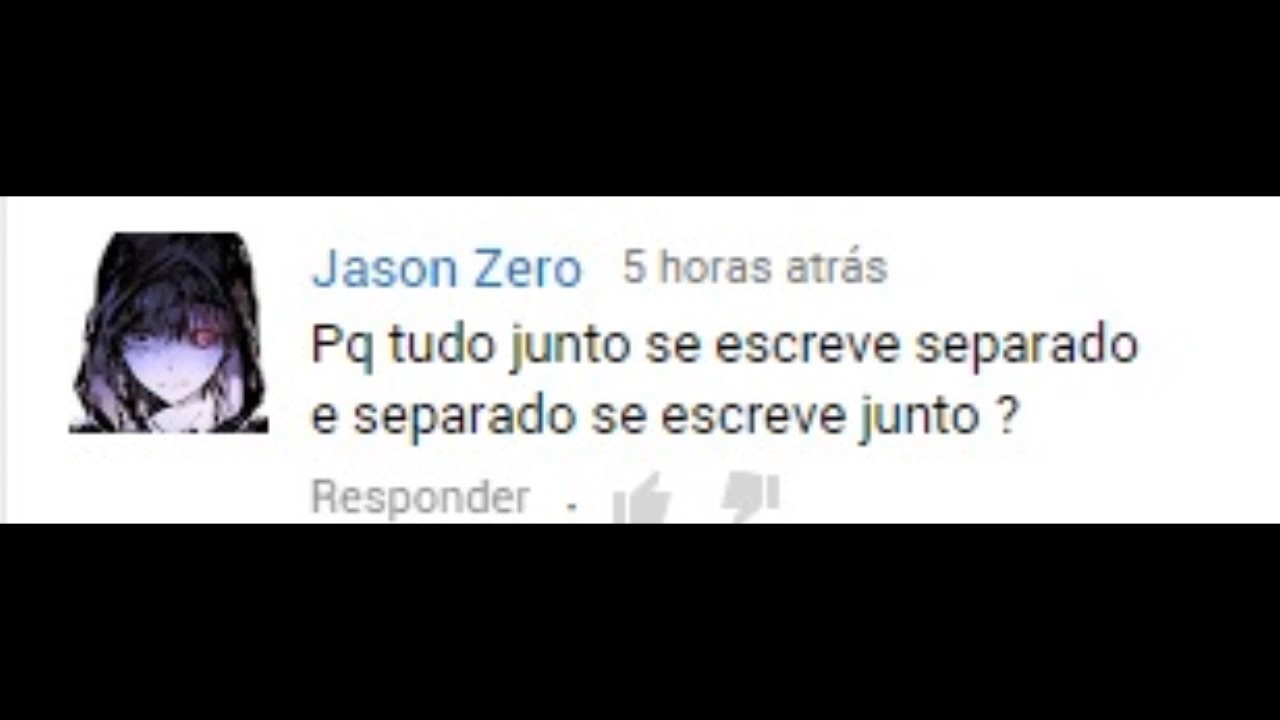 Jason Zero 5 horas atrás
Pq tudo junto se escreve separado
e separado se escreve junto ?
Responder .